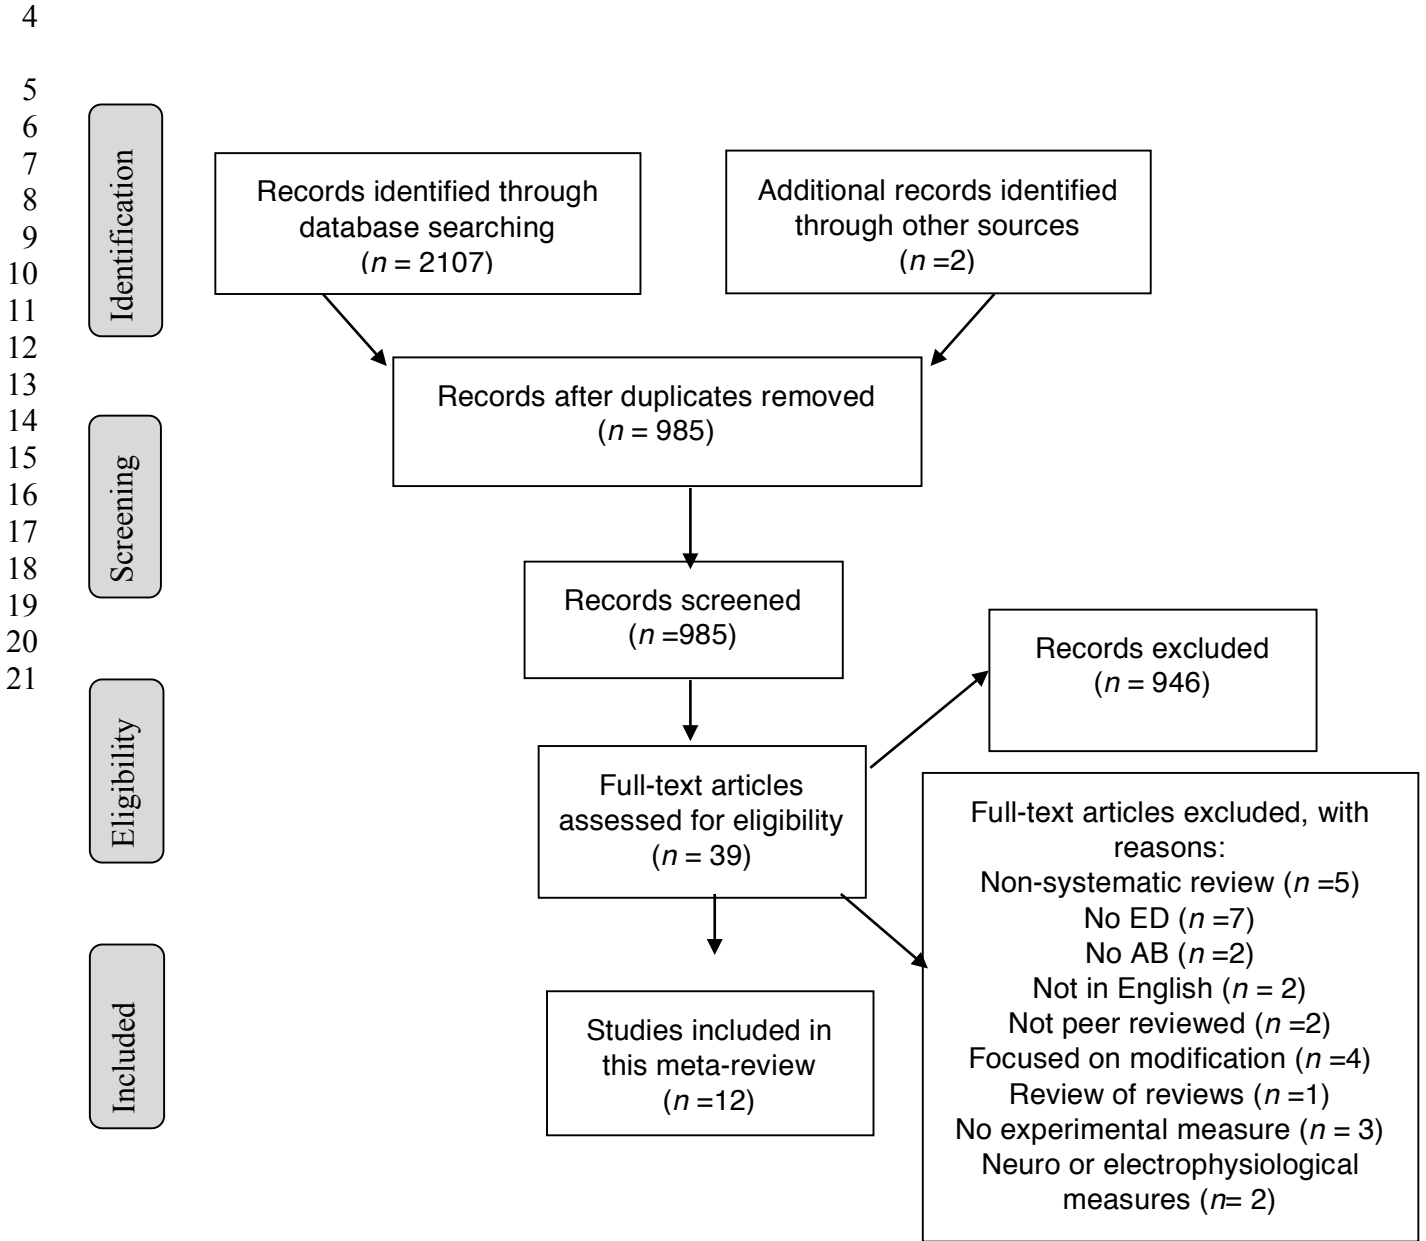 4
5
6
7
8
9
10
11
12
13
14
15
16
17
18
19
20
21
Identification
Records identified through
database searching
(n = 2107)
Additional records identified
through other sources
(n =2)
Records after duplicates removed
(n = 985)
Screening
Records screened
(n =985)
Records excluded
(n = 946)
Eligibility
Full-text articles
assessed for eligibility
(n = 39)
Full-text articles excluded, with
reasons:
Non-systematic review (n =5)
No ED (n =7)
No AB (n =2)
Not in English (n = 2)
Not peer reviewed (n =2)
Focused on modification (n =4)
Review of reviews (n =1)
No experimental measure (n = 3)
Neuro or electrophysiological
measures (n= 2)
Included
Studies included in
this meta-review
(n =12)